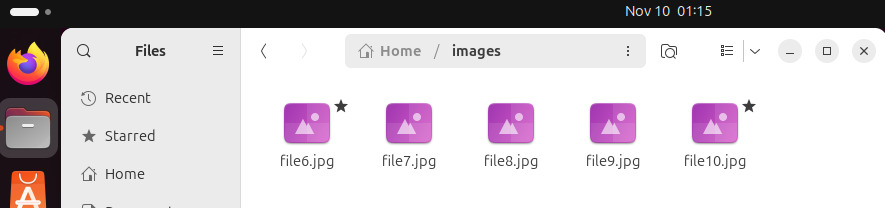 Nov 10 01:15
Files
Home / images
Recent
Starred
Home
file6.jpg
file7.jpg
file8.jpg
file9.jpg
file10.jpg